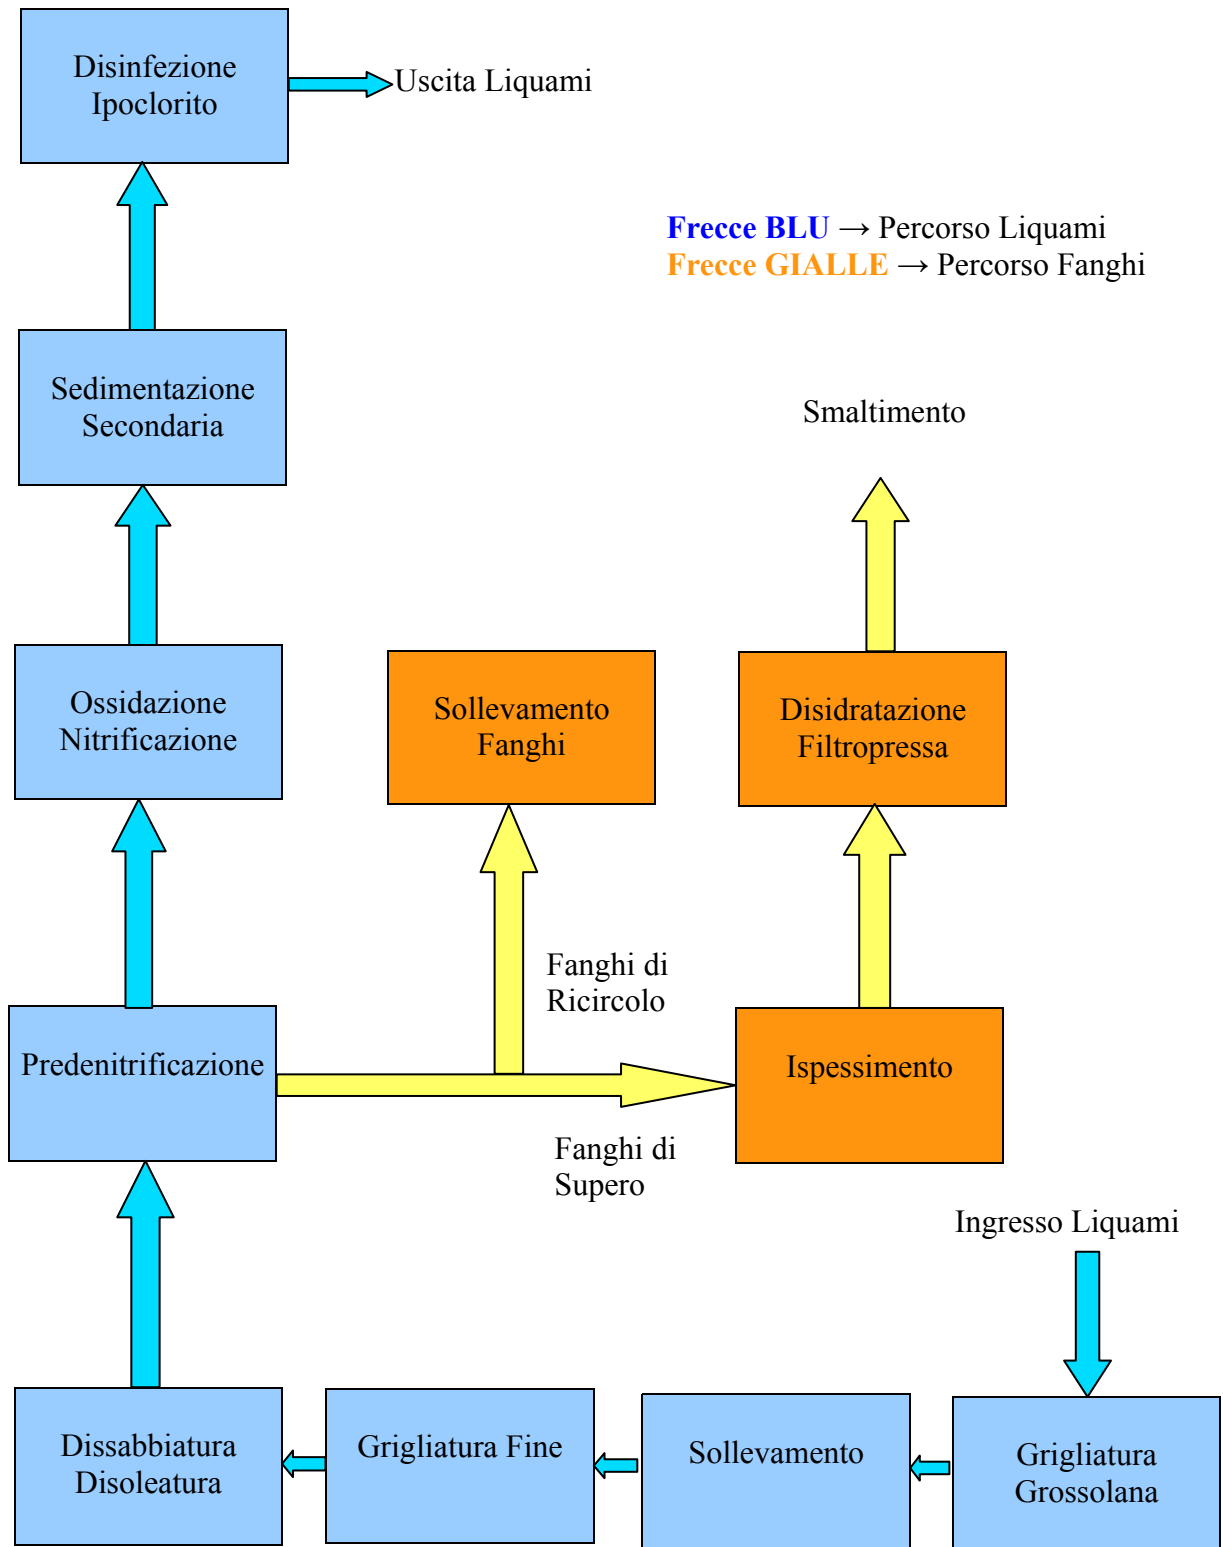 Disinfezione
Ipoclorito
Uscita Liquami
Frecce BLU → Percorso Liquami
Frecce GIALLE → Percorso Fanghi
Sedimentazione
Secondaria
Smaltimento
Ossidazione
Nitrificazione
Sollevamento
Fanghi
Disidratazione
Filtropressa
Fanghi di
Ricircolo
Predenitrificazione
Ispessimento
Fanghi di
Supero
Ingresso Liquami
Dissabbiatura
Disoleatura
Grigliatura Fine
Sollevamento
Grigliatura
Grossolana